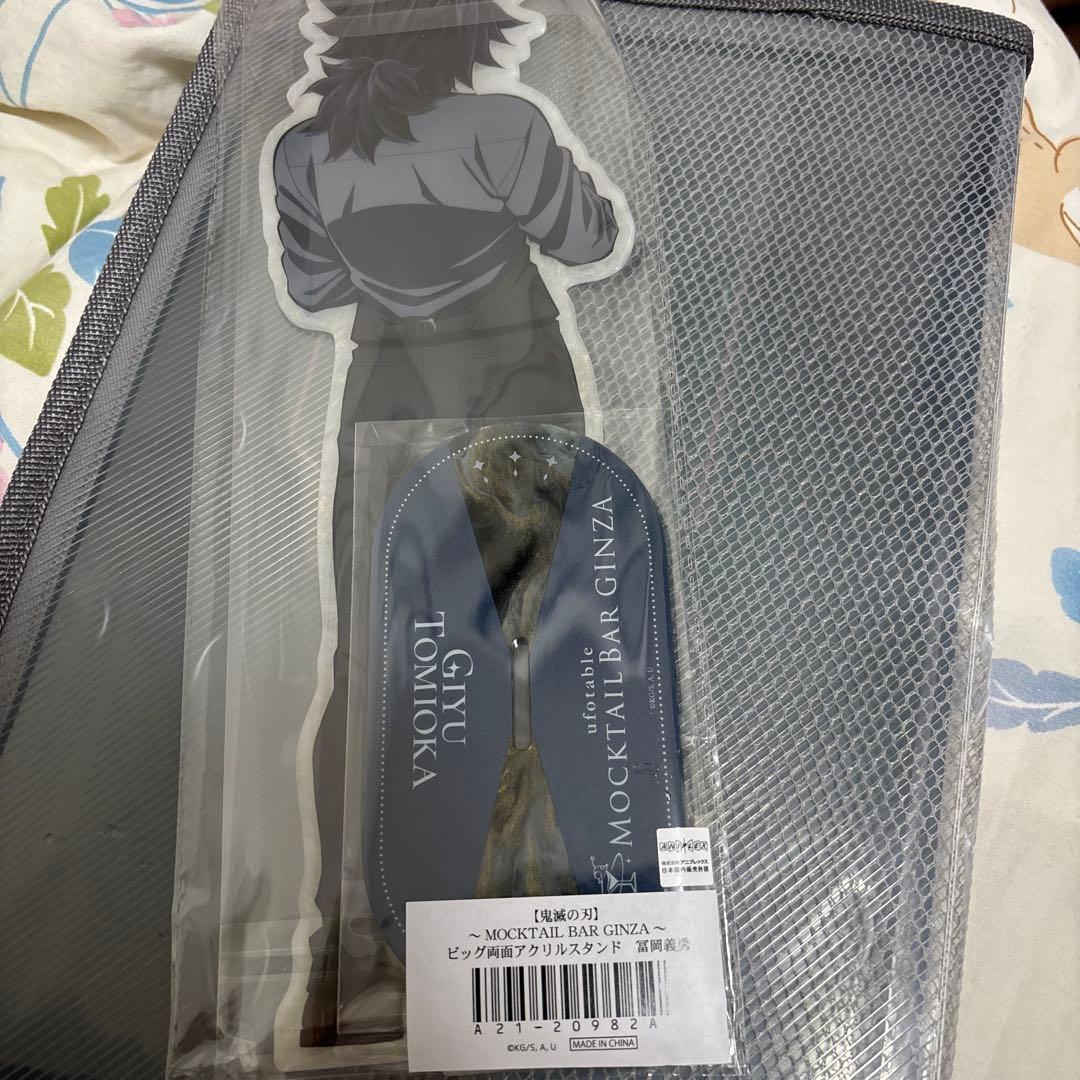 GIYU
TOMIOKA
ufotable
MOCKTAIL BAR GINZA
©KG/S, A, U
ANIPLEX
株式会社アニプレックス
日本国内販売許諾
【鬼滅の刃】
～ MOCKTAIL BAR GINZA ～
ビッグ両面アクリルスタンド 冨岡義勇
A21-20982A
©KG/S, A, U
MADE IN CHINA